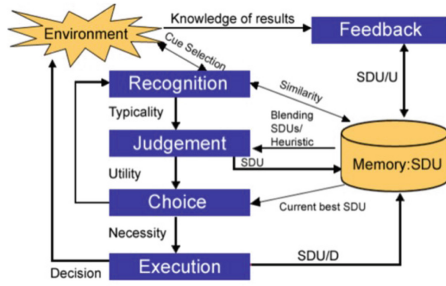 Environment
Knowledge of results
Feedback
Cue Selection
SDU/U
Recognition
Similarity
Typicality
Blending
SDUs/
Heuristic
Judgement
SDU
Memory:SDU
Utility
Choice
Current best SDU
Necessity
Decision
Execution
SDU/D